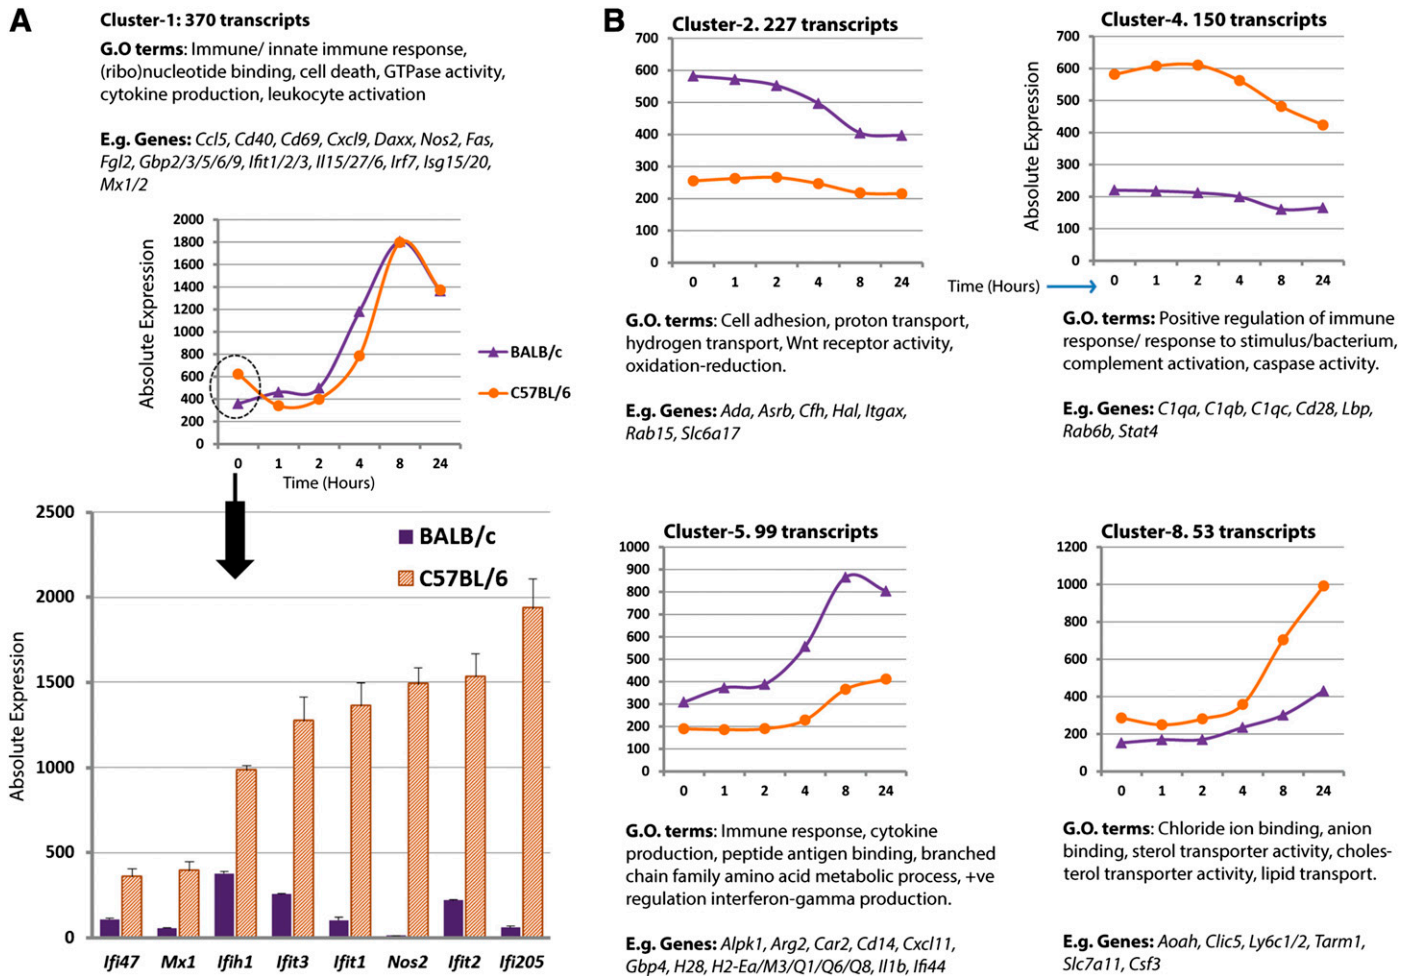 A
Cluster-1: 370 transcripts
G.O terms: Immune/ innate immune response,
(ribo)nucleotide binding, cell death, GTPase activity,
cytokine production, leukocyte activation
E.g. Genes: Ccl5, Cd40, Cd69, Cxcl9, Daxx, Nos2, Fas,
Fgl2, Gbp2/3/5/6/9, Ifit1/2/3, Il15/27/6, Irf7, Isg15/20,
Mx1/2
Absolute Expression
2000
1800
1600
1400
1200
1000
800
600
400
200
0
0 1 2 4 8 24
Time (Hours)
BALB/c
C57BL/6
Absolute Expression
2500
2000
1500
1000
500
0
BALB/c
C57BL/6
Ifi47 Mx1 Ifih1 Ifit3 Ifit1 Nos2 Ifit2 Ifi205
B
Cluster-2. 227 transcripts
700
600
500
400
300
200
100
0
0 1 2 4 8 24
G.O. terms: Cell adhesion, proton transport,
hydrogen transport, Wnt receptor activity,
oxidation-reduction.
E.g. Genes: Ada, Asrb, Cfh, Hal, Itgax,
Rab15, Slc6a17
Cluster-4. 150 transcripts
Absolute Expression
700
600
500
400
300
200
100
0
Time (Hours)
0 1 2 4 8 24
G.O. terms: Positive regulation of immune
response/ response to stimulus/bacterium,
complement activation, caspase activity.
E.g. Genes: C1qa, C1qb, C1qc, Cd28, Lbp,
Rab6b, Stat4
Cluster-5. 99 transcripts
1000
900
800
700
600
500
400
300
200
100
0
0 1 2 4 8 24
G.O. terms: Immune response, cytokine
production, peptide antigen binding, branched
chain family amino acid metabolic process, +ve
regulation interferon-gamma production.
E.g. Genes: Alpk1, Arg2, Car2, Cd14, Cxcl11,
Gbp4, H28, H2-Ea/M3/Q1/Q6/Q8, Il1b, Ifi44
Cluster-8. 53 transcripts
1200
1000
800
600
400
200
0
0 1 2 4 8 24
G.O. terms: Chloride ion binding, anion
binding, sterol transporter activity, choles-
terol transporter activity, lipid transport.
E.g. Genes: Aoah, Clic5, Ly6c1/2, Tarm1,
Slc7a11, Csf3